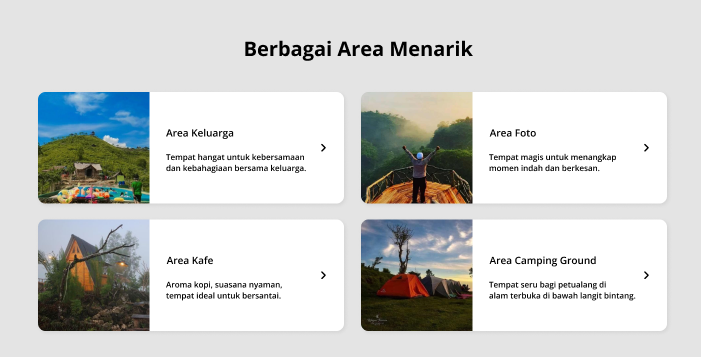 Berbagai Area Menarik
Area Keluarga
Tempat hangat untuk kebersamaan
dan kebahagiaan bersama keluarga.
Area Foto
Tempat magis untuk menangkap
momen indah dan berkesan.
Area Kafe
Aroma kopi, suasana nyaman,
tempat ideal untuk bersantai.
Area Camping Ground
Tempat seru bagi petualang di
alam terbuka di bawah langit bintang.